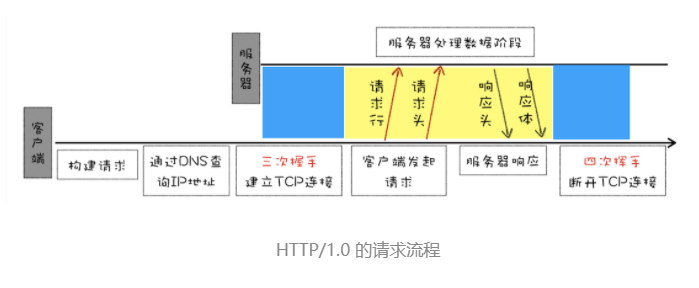 服务器处理数据阶段
服务器
请求行
请求头
响应头
响应体
客户端
构建请求
通过DNS查
询IP地址
三次握手
建立TCP连接
客户端发起
请求
服务器响应
四次挥手
断开TCP连接
HTTP/1.0 的请求流程